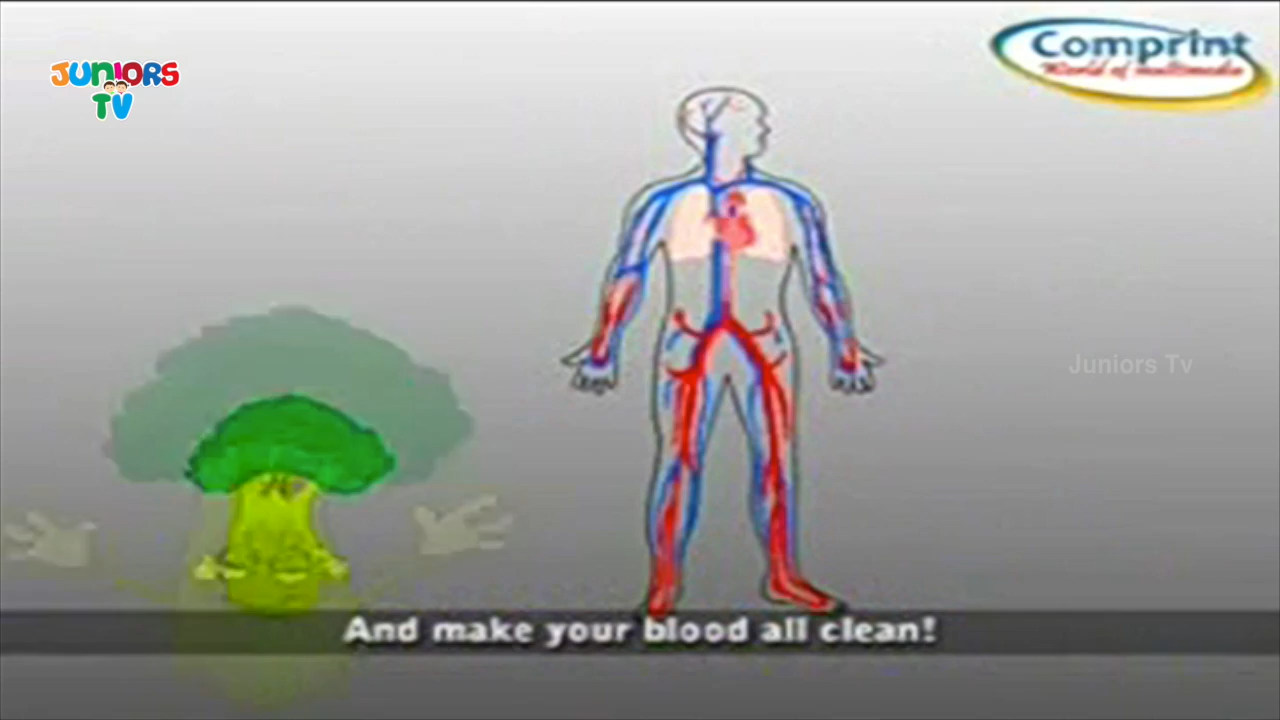 JUNIORS
TV
Comprint
World of multimedia
Juniors Tv
And make your blood all clean!